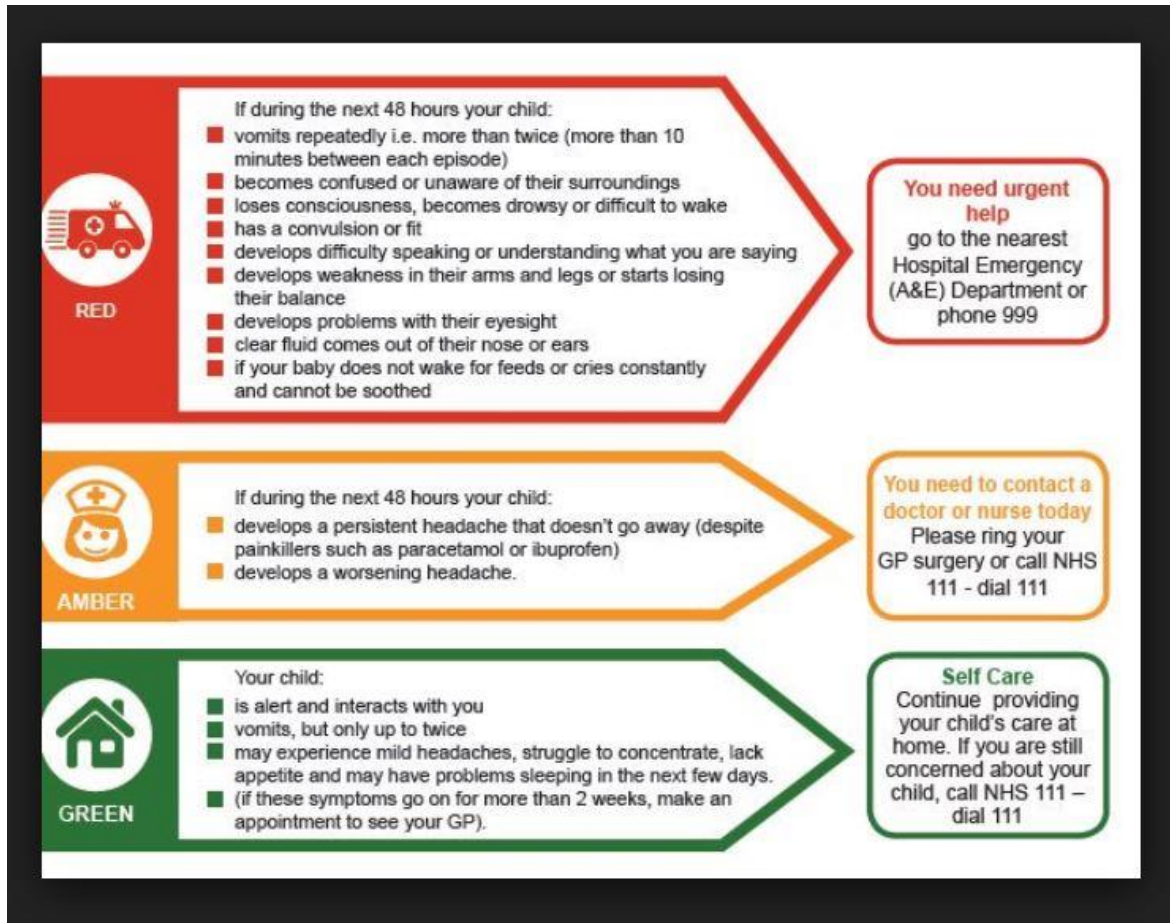 If during the next 48 hours your child:
vomits repeatedly i.e. more than twice (more than 10
minutes between each episode)
becomes confused or unaware of their surroundings
loses consciousness, becomes drowsy or difficult to wake
has a convulsion or fit
develops difficulty speaking or understanding what you are saying
develops weakness in their arms and legs or starts losing
their balance
develops problems with their eyesight
clear fluid comes out of their nose or ears
if your baby does not wake for feeds or cries constantly
and cannot be soothed
RED
You need urgent
help
go to the nearest
Hospital Emergency
(A&E) Department or
phone 999
If during the next 48 hours your child:
develops a persistent headache that doesn't go away (despite
painkillers such as paracetamol or ibuprofen)
develops a worsening headache.
AMBER
You need to contact a
doctor or nurse today
Please ring your
GP surgery or call NHS
111 - dial 111
Your child:
is alert and interacts with you
vomits, but only up to twice
may experience mild headaches, struggle to concentrate, lack
appetite and may have problems sleeping in the next few days.
(if these symptoms go on for more than 2 weeks, make an
appointment to see your GP).
GREEN
Self Care
Continue providing
your child's care at
home. If you are still
concerned about your
child, call NHS 111 –
dial 111